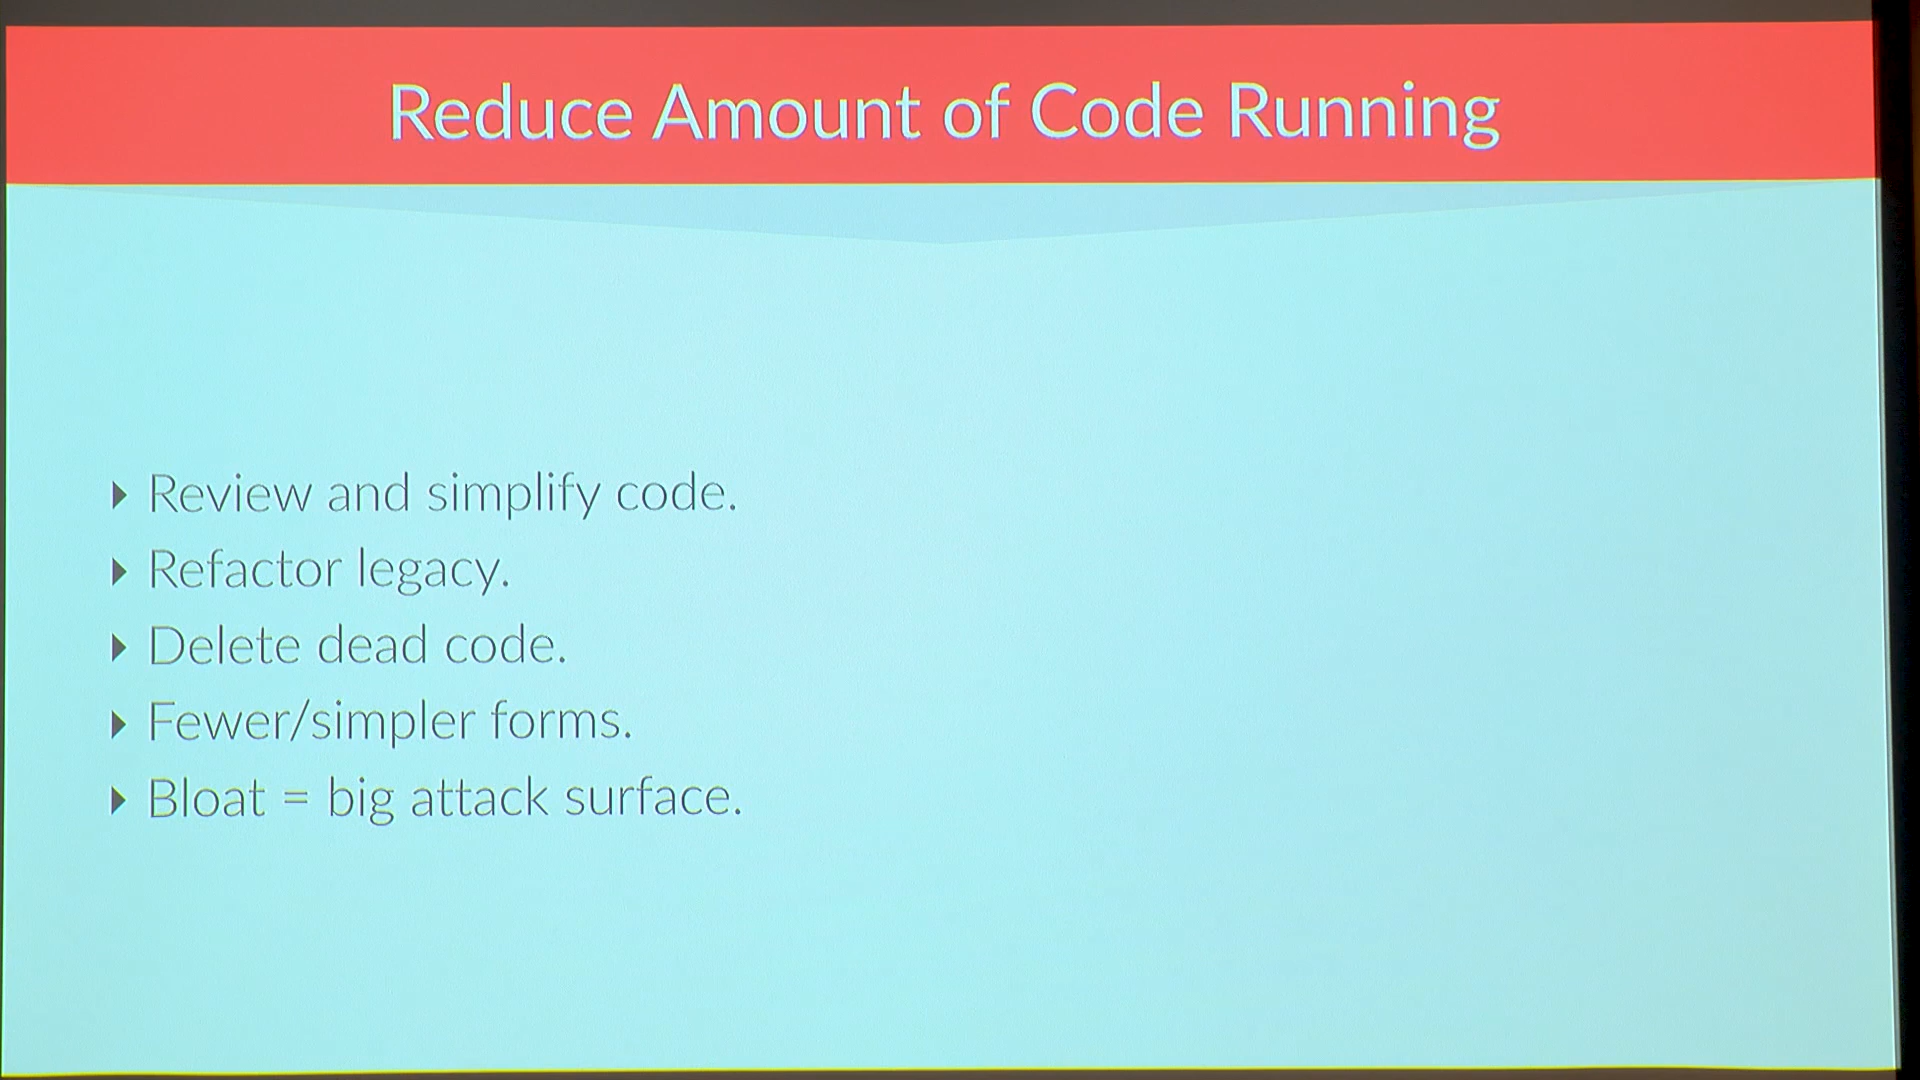 Reduce Amount of Code Running
Review and simplify code.
Refactor legacy.
Delete dead code.
Fewer/simpler forms.
Bloat = big attack surface.